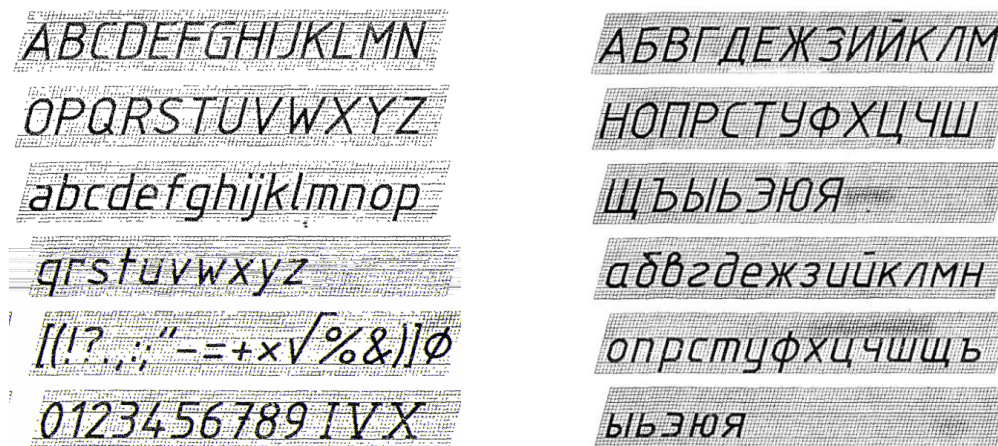 ABCDEFGHIJKLMN
OPQRSTUVWXYZ
abcdefghijklmnop
qrstuvwxyz
[(!?.,:;“−=+×√%&)]Ø
0123456789 I V X
АБВГДЕЖЗИЙКЛМ
НОПРСТУФХЦЧШ
ЩЪЫЬЭЮЯ
абвгдежзийклмн
опрстуфхцчшщъ
ыьэюя